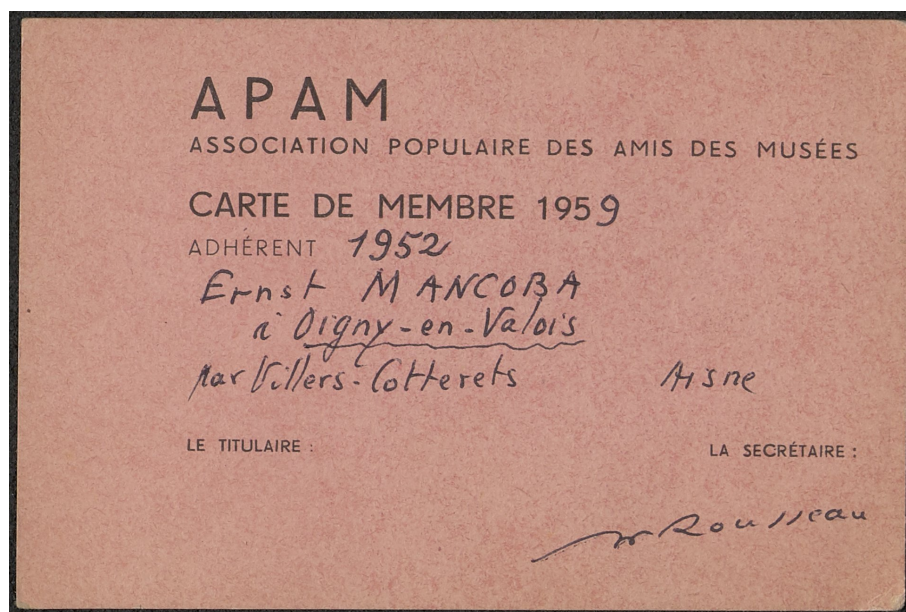 APAM
ASSOCIATION POPULAIRE DES AMIS DES MUSÉES
CARTE DE MEMBRE 1959
ADHÉRENT 1952
Ernst MANCOBA
à Oigny-en-Valois
par Villers-Cotterets Aisne
LE TITULAIRE : LA SECRÉTAIRE :
Rousseau